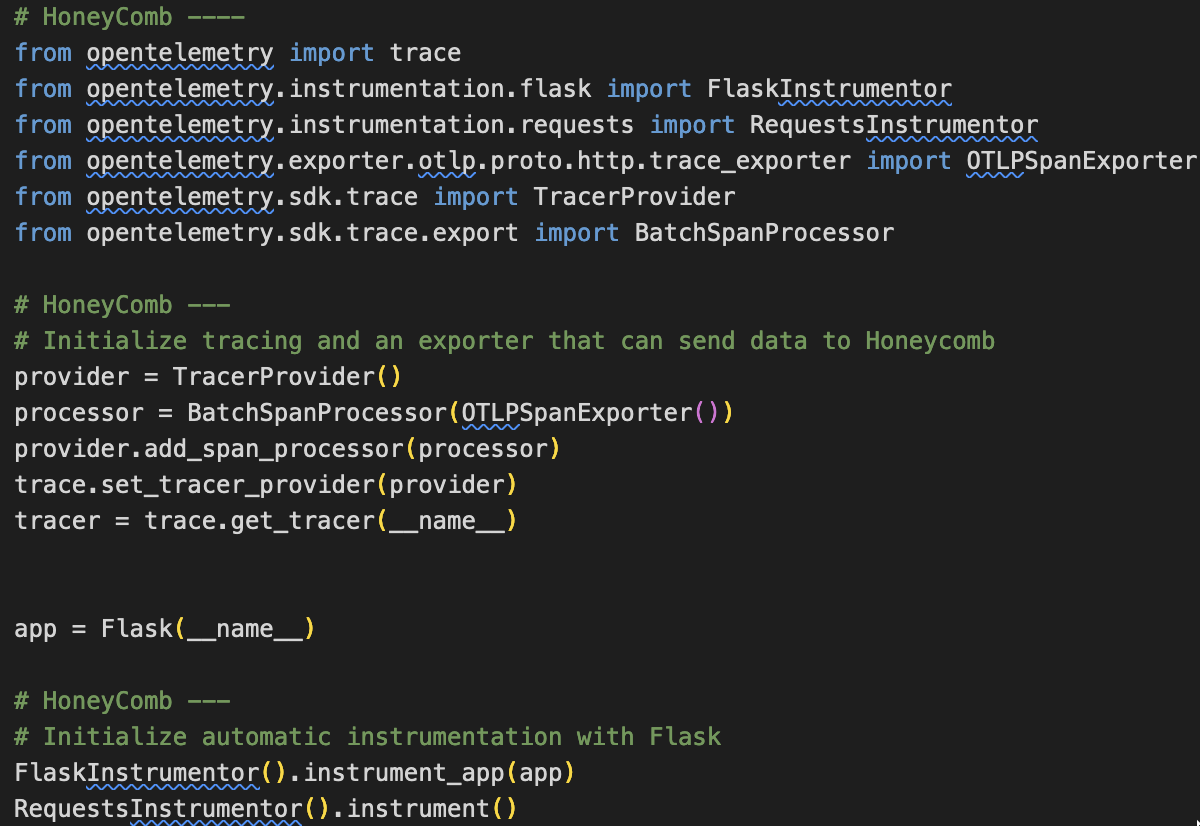 # HoneyComb ----
from opentelemetry import trace
from opentelemetry.instrumentation.flask import FlaskInstrumentor
from opentelemetry.instrumentation.requests import RequestsInstrumentor
from opentelemetry.exporter.otlp.proto.http.trace_exporter import OTLPSpanExporter
from opentelemetry.sdk.trace import TracerProvider
from opentelemetry.sdk.trace.export import BatchSpanProcessor
# HoneyComb ---
# Initialize tracing and an exporter that can send data to Honeycomb
provider = TracerProvider()
processor = BatchSpanProcessor(OTLPSpanExporter())
provider.add_span_processor(processor)
trace.set_tracer_provider(provider)
tracer = trace.get_tracer(__name__)
app = Flask(__name__)
# HoneyComb ---
# Initialize automatic instrumentation with Flask
FlaskInstrumentor().instrument_app(app)
RequestsInstrumentor().instrument()